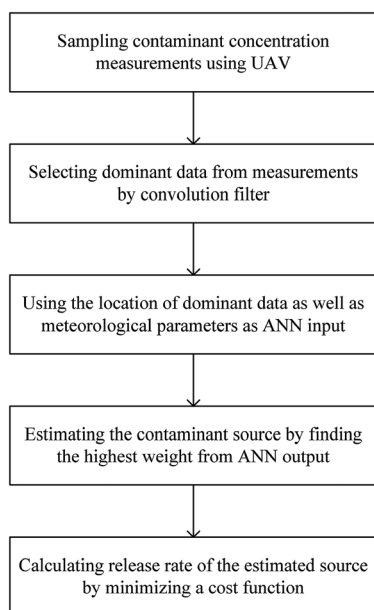 Sampling contaminant concentration
measurements using UAV
Selecting dominant data from measurements
by convolution filter
Using the location of dominant data as well as
meteorological parameters as ANN input
Estimating the contaminant source by finding
the highest weight from ANN output
Calculating release rate of the estimated source
by minimizing a cost function